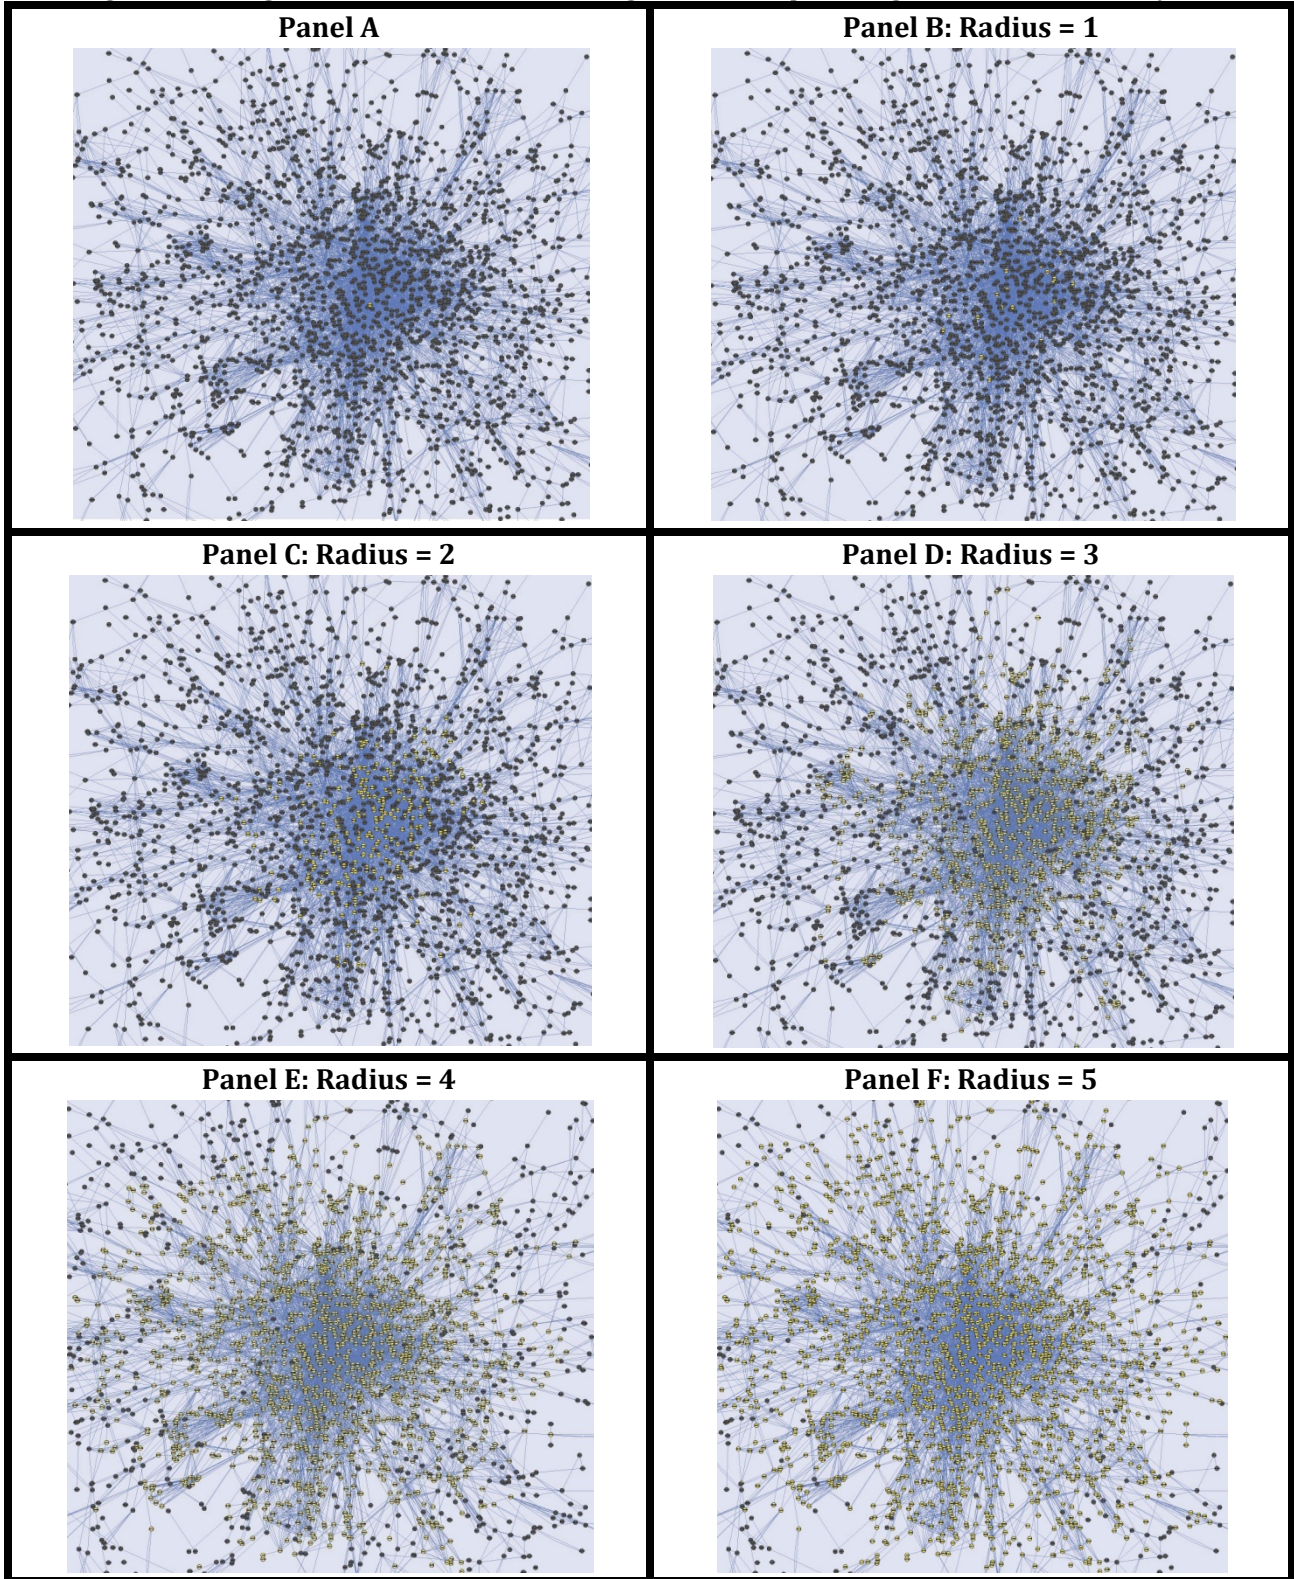 Panel A
Panel B: Radius = 1
Panel C: Radius = 2
Panel D: Radius = 3
Panel E: Radius = 4
Panel F: Radius = 5